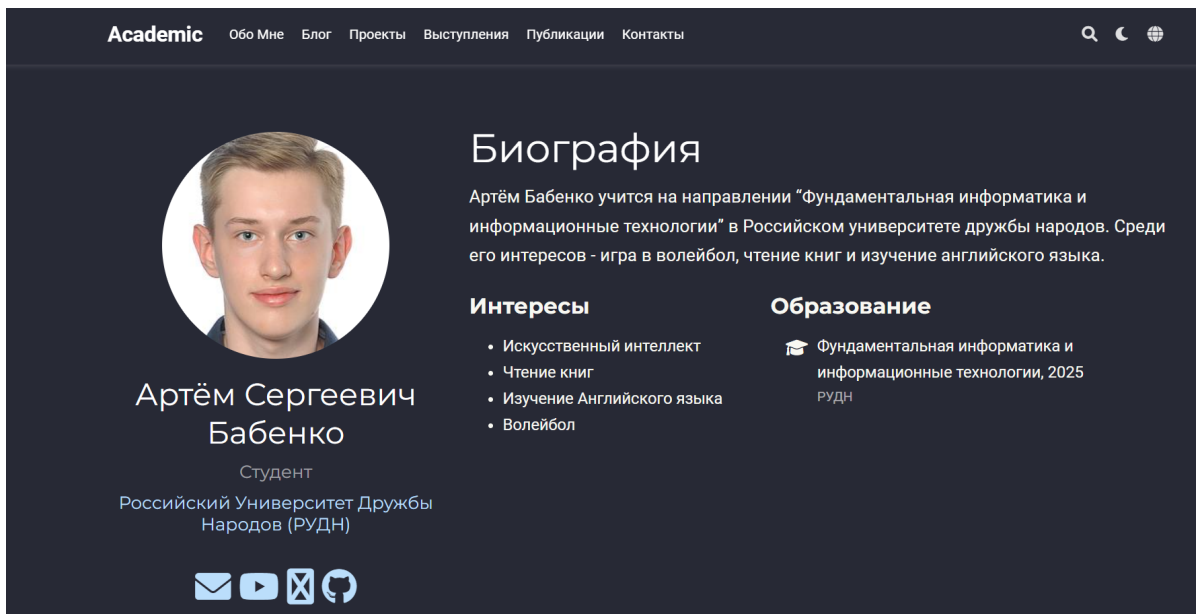 Academic Обо Мне Блог Проекты Выступления Публикации Контакты
Биография
Артём Бабенко учится на направлении “Фундаментальная информатика и
информационные технологии” в Российском университете дружбы народов. Среди
его интересов - игра в волейбол, чтение книг и изучение английского языка.
Интересы
• Искусственный интеллект
• Чтение книг
• Изучение Английского языка
• Волейбол
Образование
Фундаментальная информатика и
информационные технологии, 2025
РУДН
Артём Сергеевич
Бабенко
Студент
Российский Университет Дружбы
Народов (РУДН)